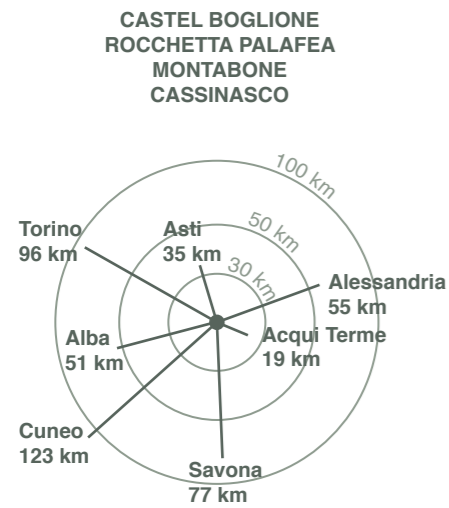 CASTEL BOGLIONE
ROCCHETTA PALAFEA
MONTABONE
CASSINASCO
100 km
50 km
30 km
Torino
96 km
Asti
35 km
Alessandria
55 km
Alba
51 km
Acqui Terme
19 km
Cuneo
123 km
Savona
77 km